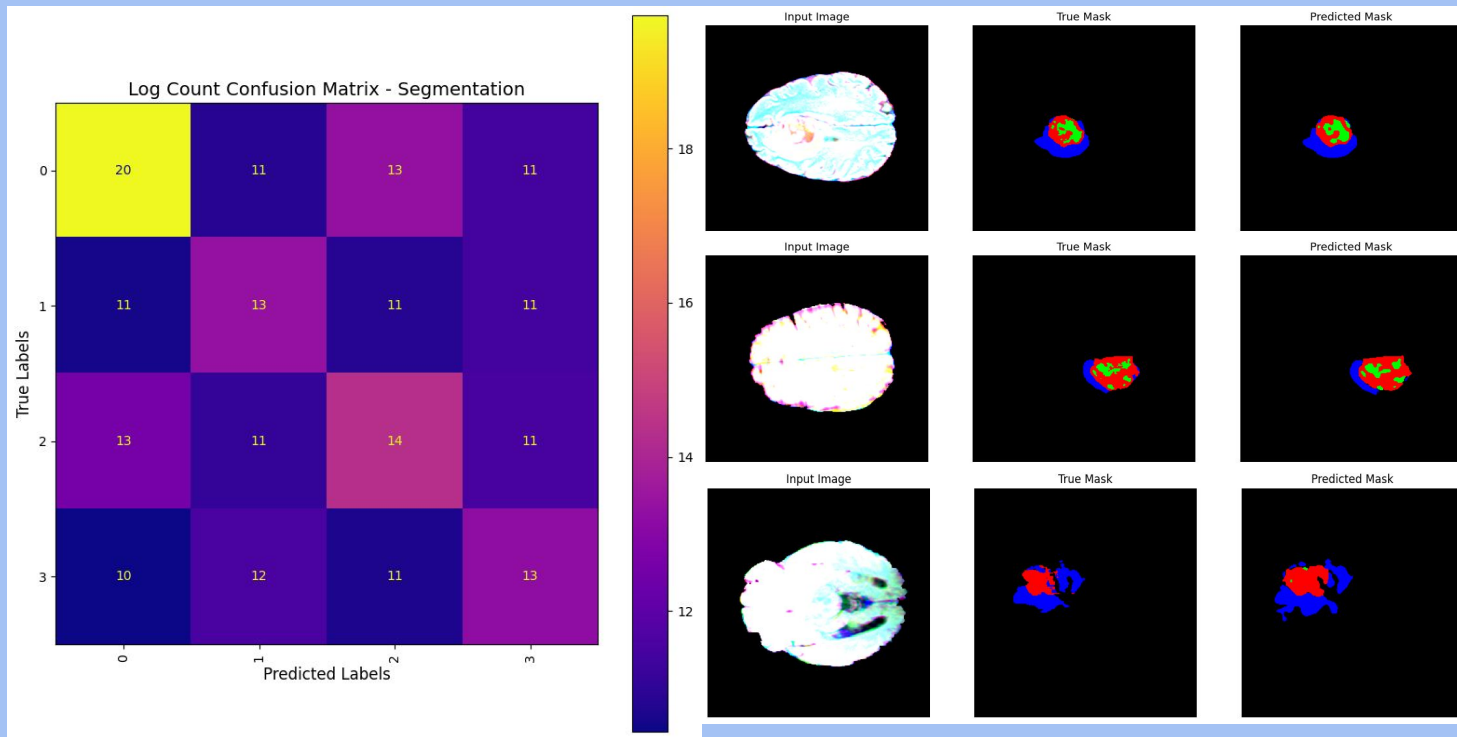 Log Count Confusion Matrix - Segmentation
True Labels
0
20 11 13 11
1
11 13 11 11
2
13 11 14 11
3
10 12 11 13
0 1 2 3
Predicted Labels
18
16
14
12
Input Image True Mask Predicted Mask
Input Image True Mask Predicted Mask
Input Image True Mask Predicted Mask